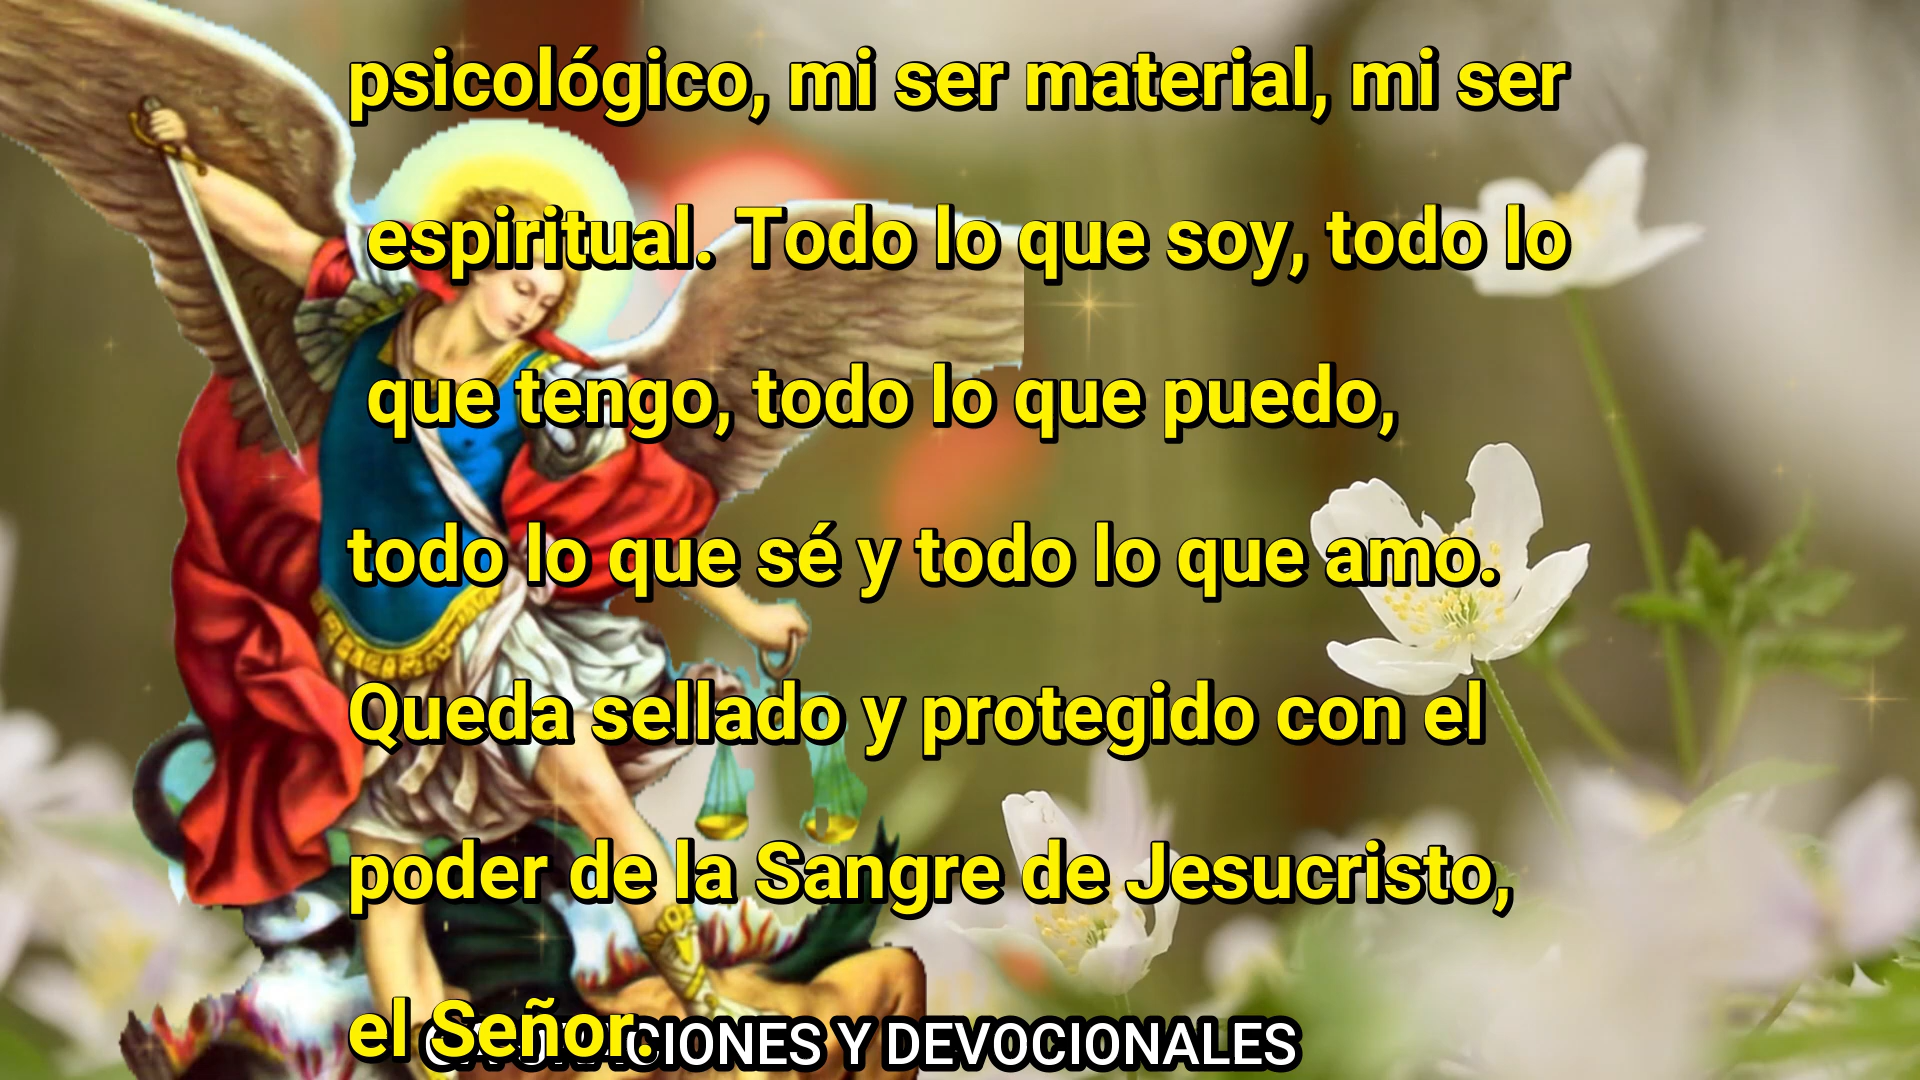 psicológico, mi ser material, mi ser
espiritual. Todo lo que soy, todo lo
que tengo, todo lo que puedo,
todo lo que sé y todo lo que amo.
Queda sellado y protegido con el
poder de la Sangre de Jesucristo,
el Señor.
Y DEVOCIONALES